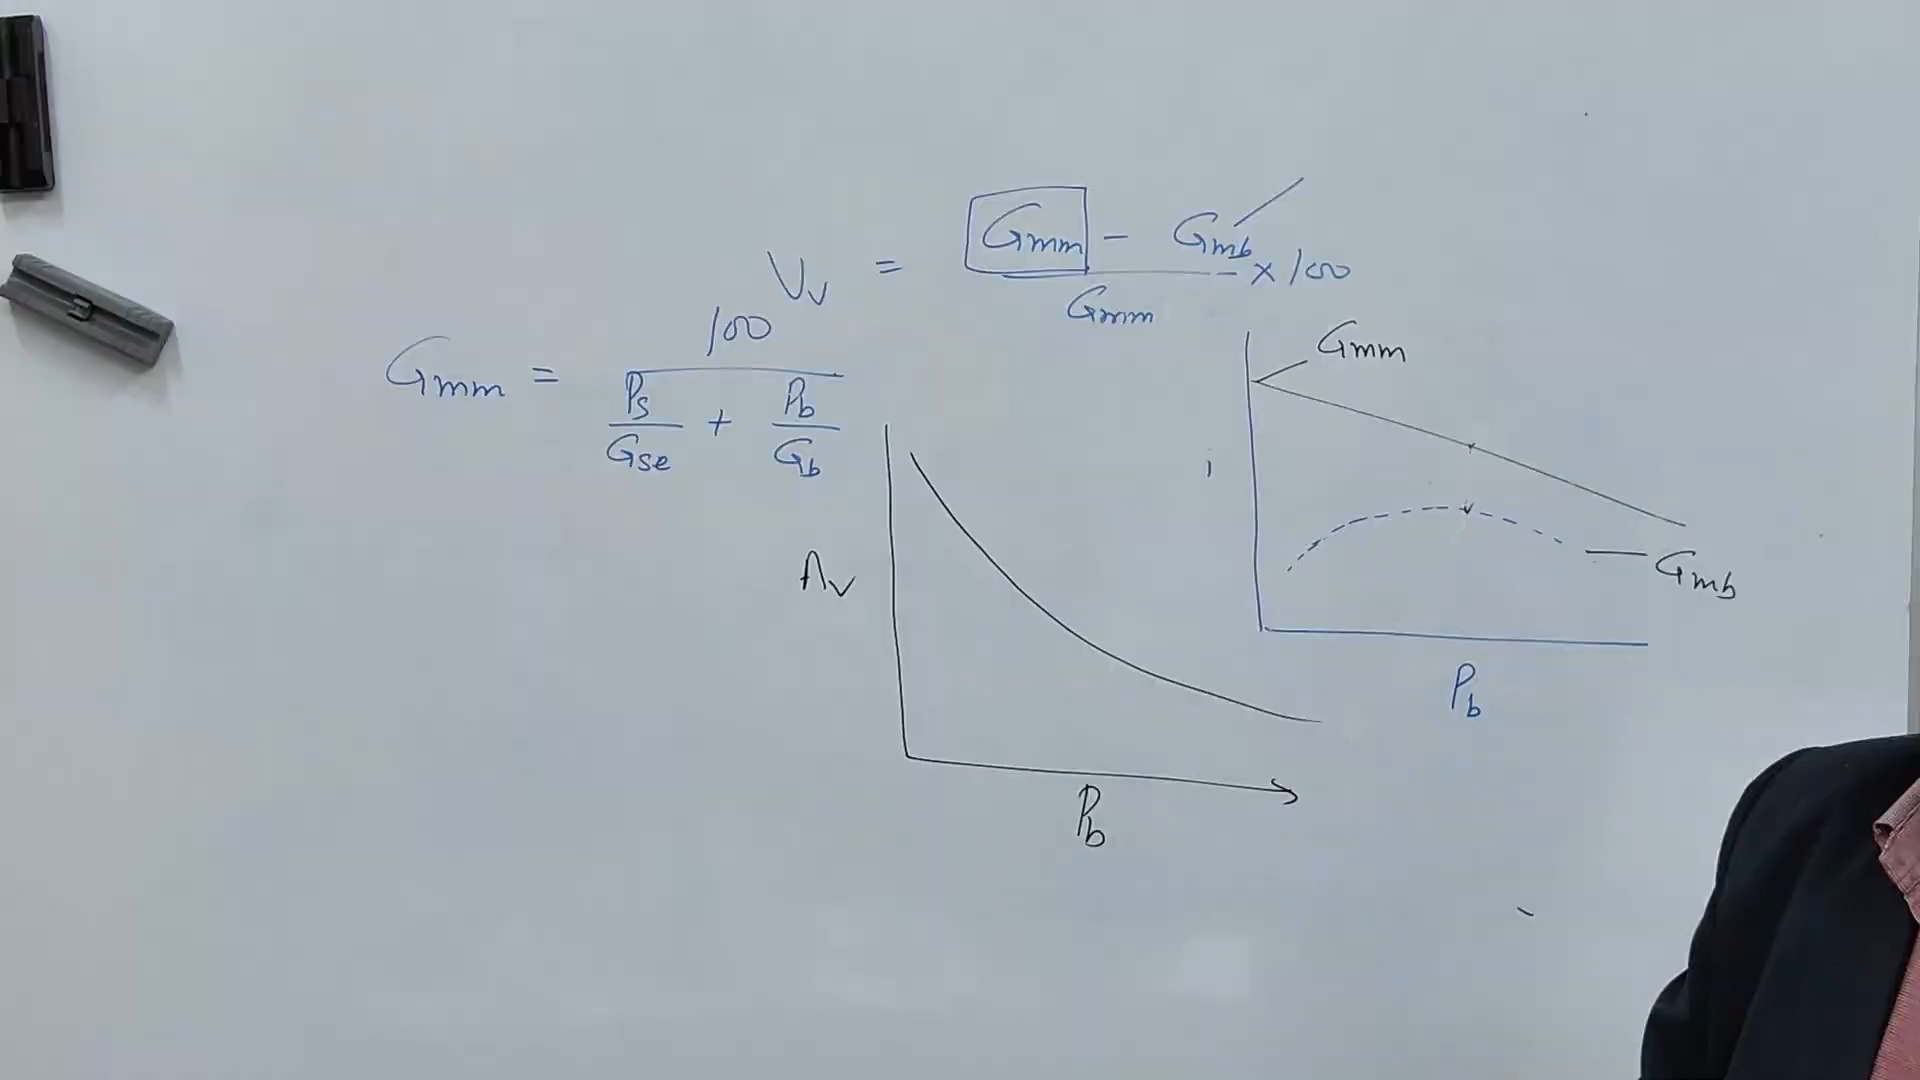 Vv = Gmm - Gmb / Gmm × 100
Gmm = 100 / Ps/Gse + Pb/Gb
Gmm
Gmb
Pb
Av
Pb